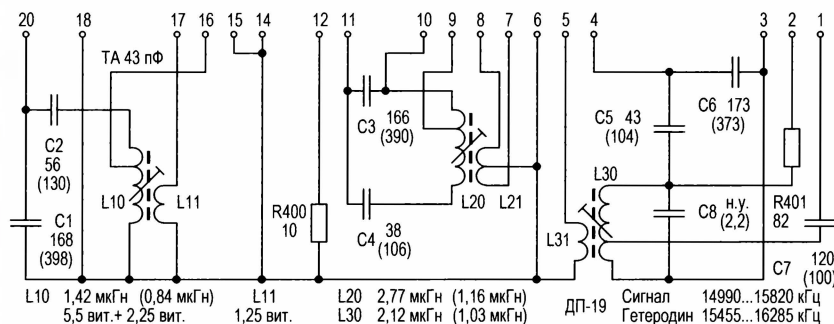 20 18 17 16 15 14 12 11 10 9 8 7 6 5 4 3 2 1
ТА 43 пФ
C2
56
(130)
C1
168
(398)
L10
L11
R400
10
C3
166
(390)
C4
38
(106)
L20
L21
C5 43
(104)
C6 173
(373)
L30
L31
C8
н.у.
(2,2)
R401
82
C7
120
(100)
L10 1,42 мкГн (0,84 мкГн) L11 L20 2,77 мкГн (1,16 мкГн) ДП-19 Сигнал 14990...15820 кГц
5,5 вит.+ 2,25 вит. 1,25 вит. L30 2,12 мкГн (1,03 мкГн) Гетеродин 15455...16285 кГц